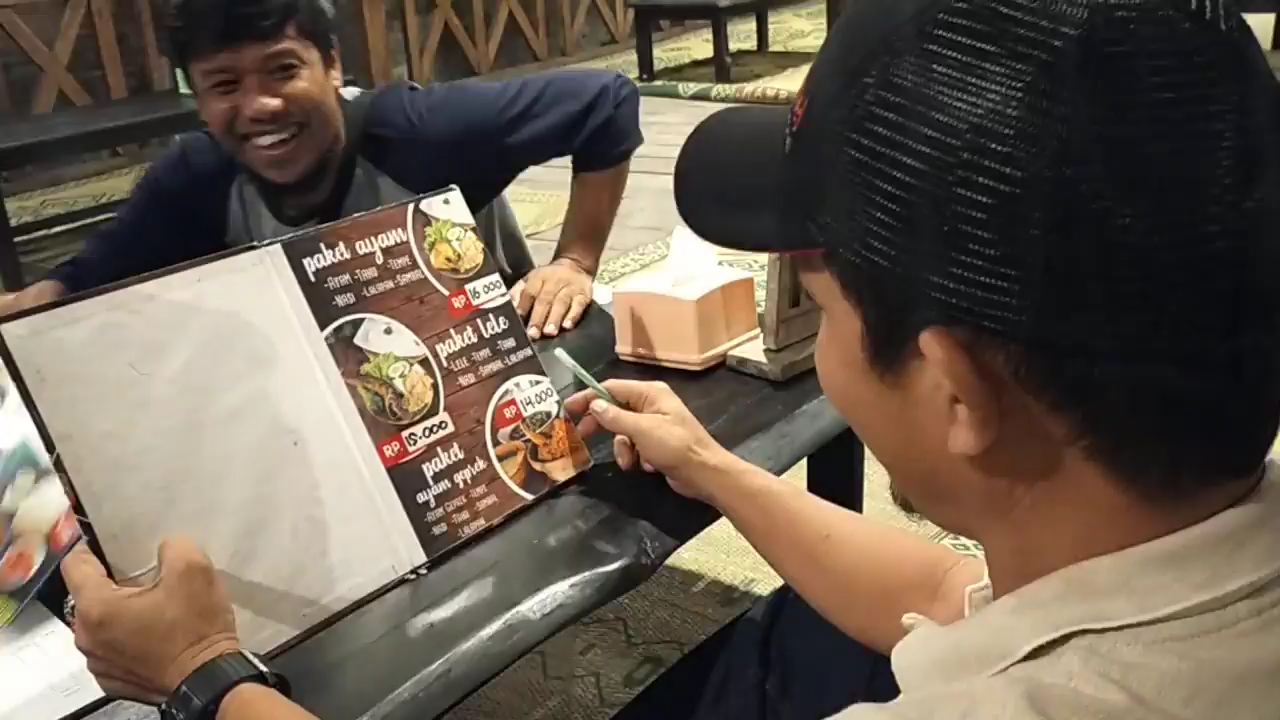 paket ayam
-AYAM -TAHU -TEMPE
-NASI -LALAPAN -SAMBAL
RP. 16.000
paket lele
-LELE -TEMPE -TAHU
-NASI -SAMBAL -LALAPAN
RP. 15.000
RP. 14.000
paket
ayam geprek
-AYAM GEPREK -TEMPE
-NASI -TAHU -SAMBAL
-LALAPAN